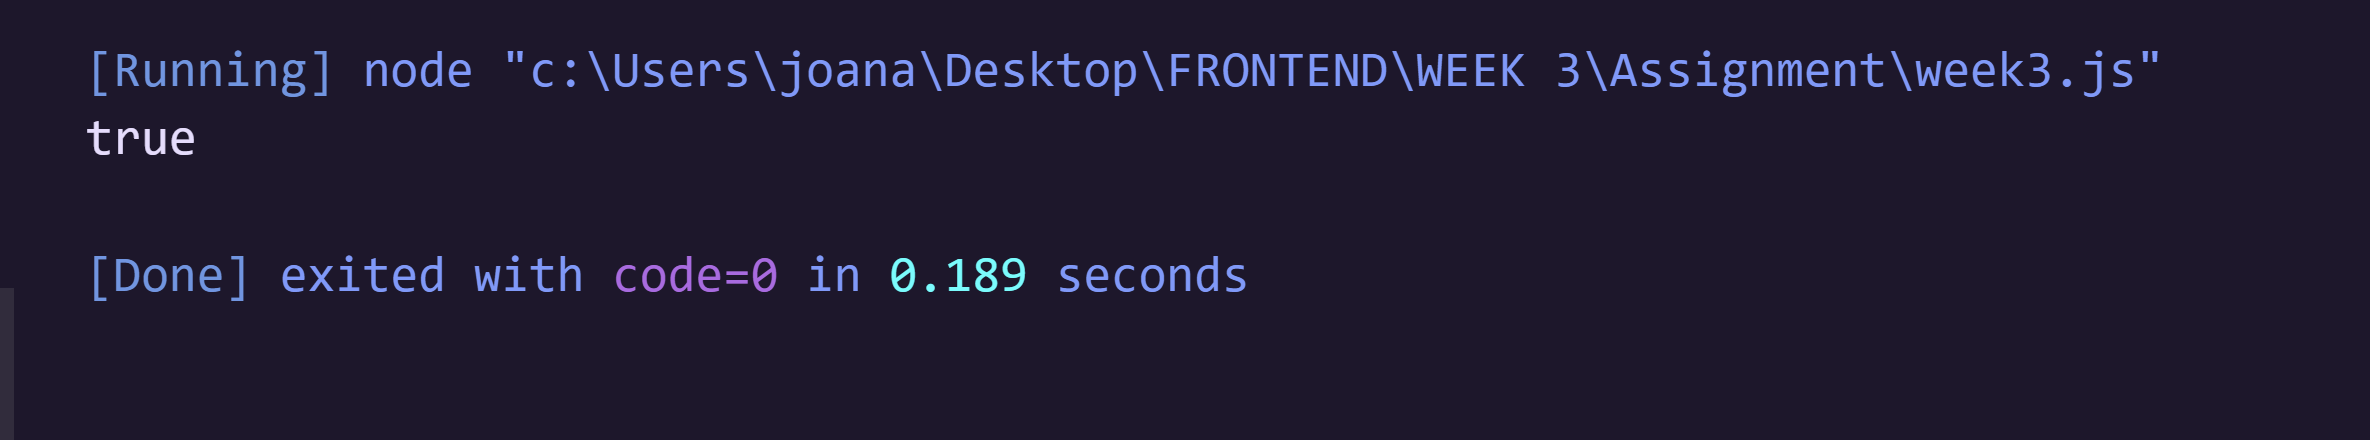 [Running] node "c:\Users\joana\Desktop\FRONTEND\WEEK 3\Assignment\week3.js"
true
[Done] exited with code=0 in 0.189 seconds